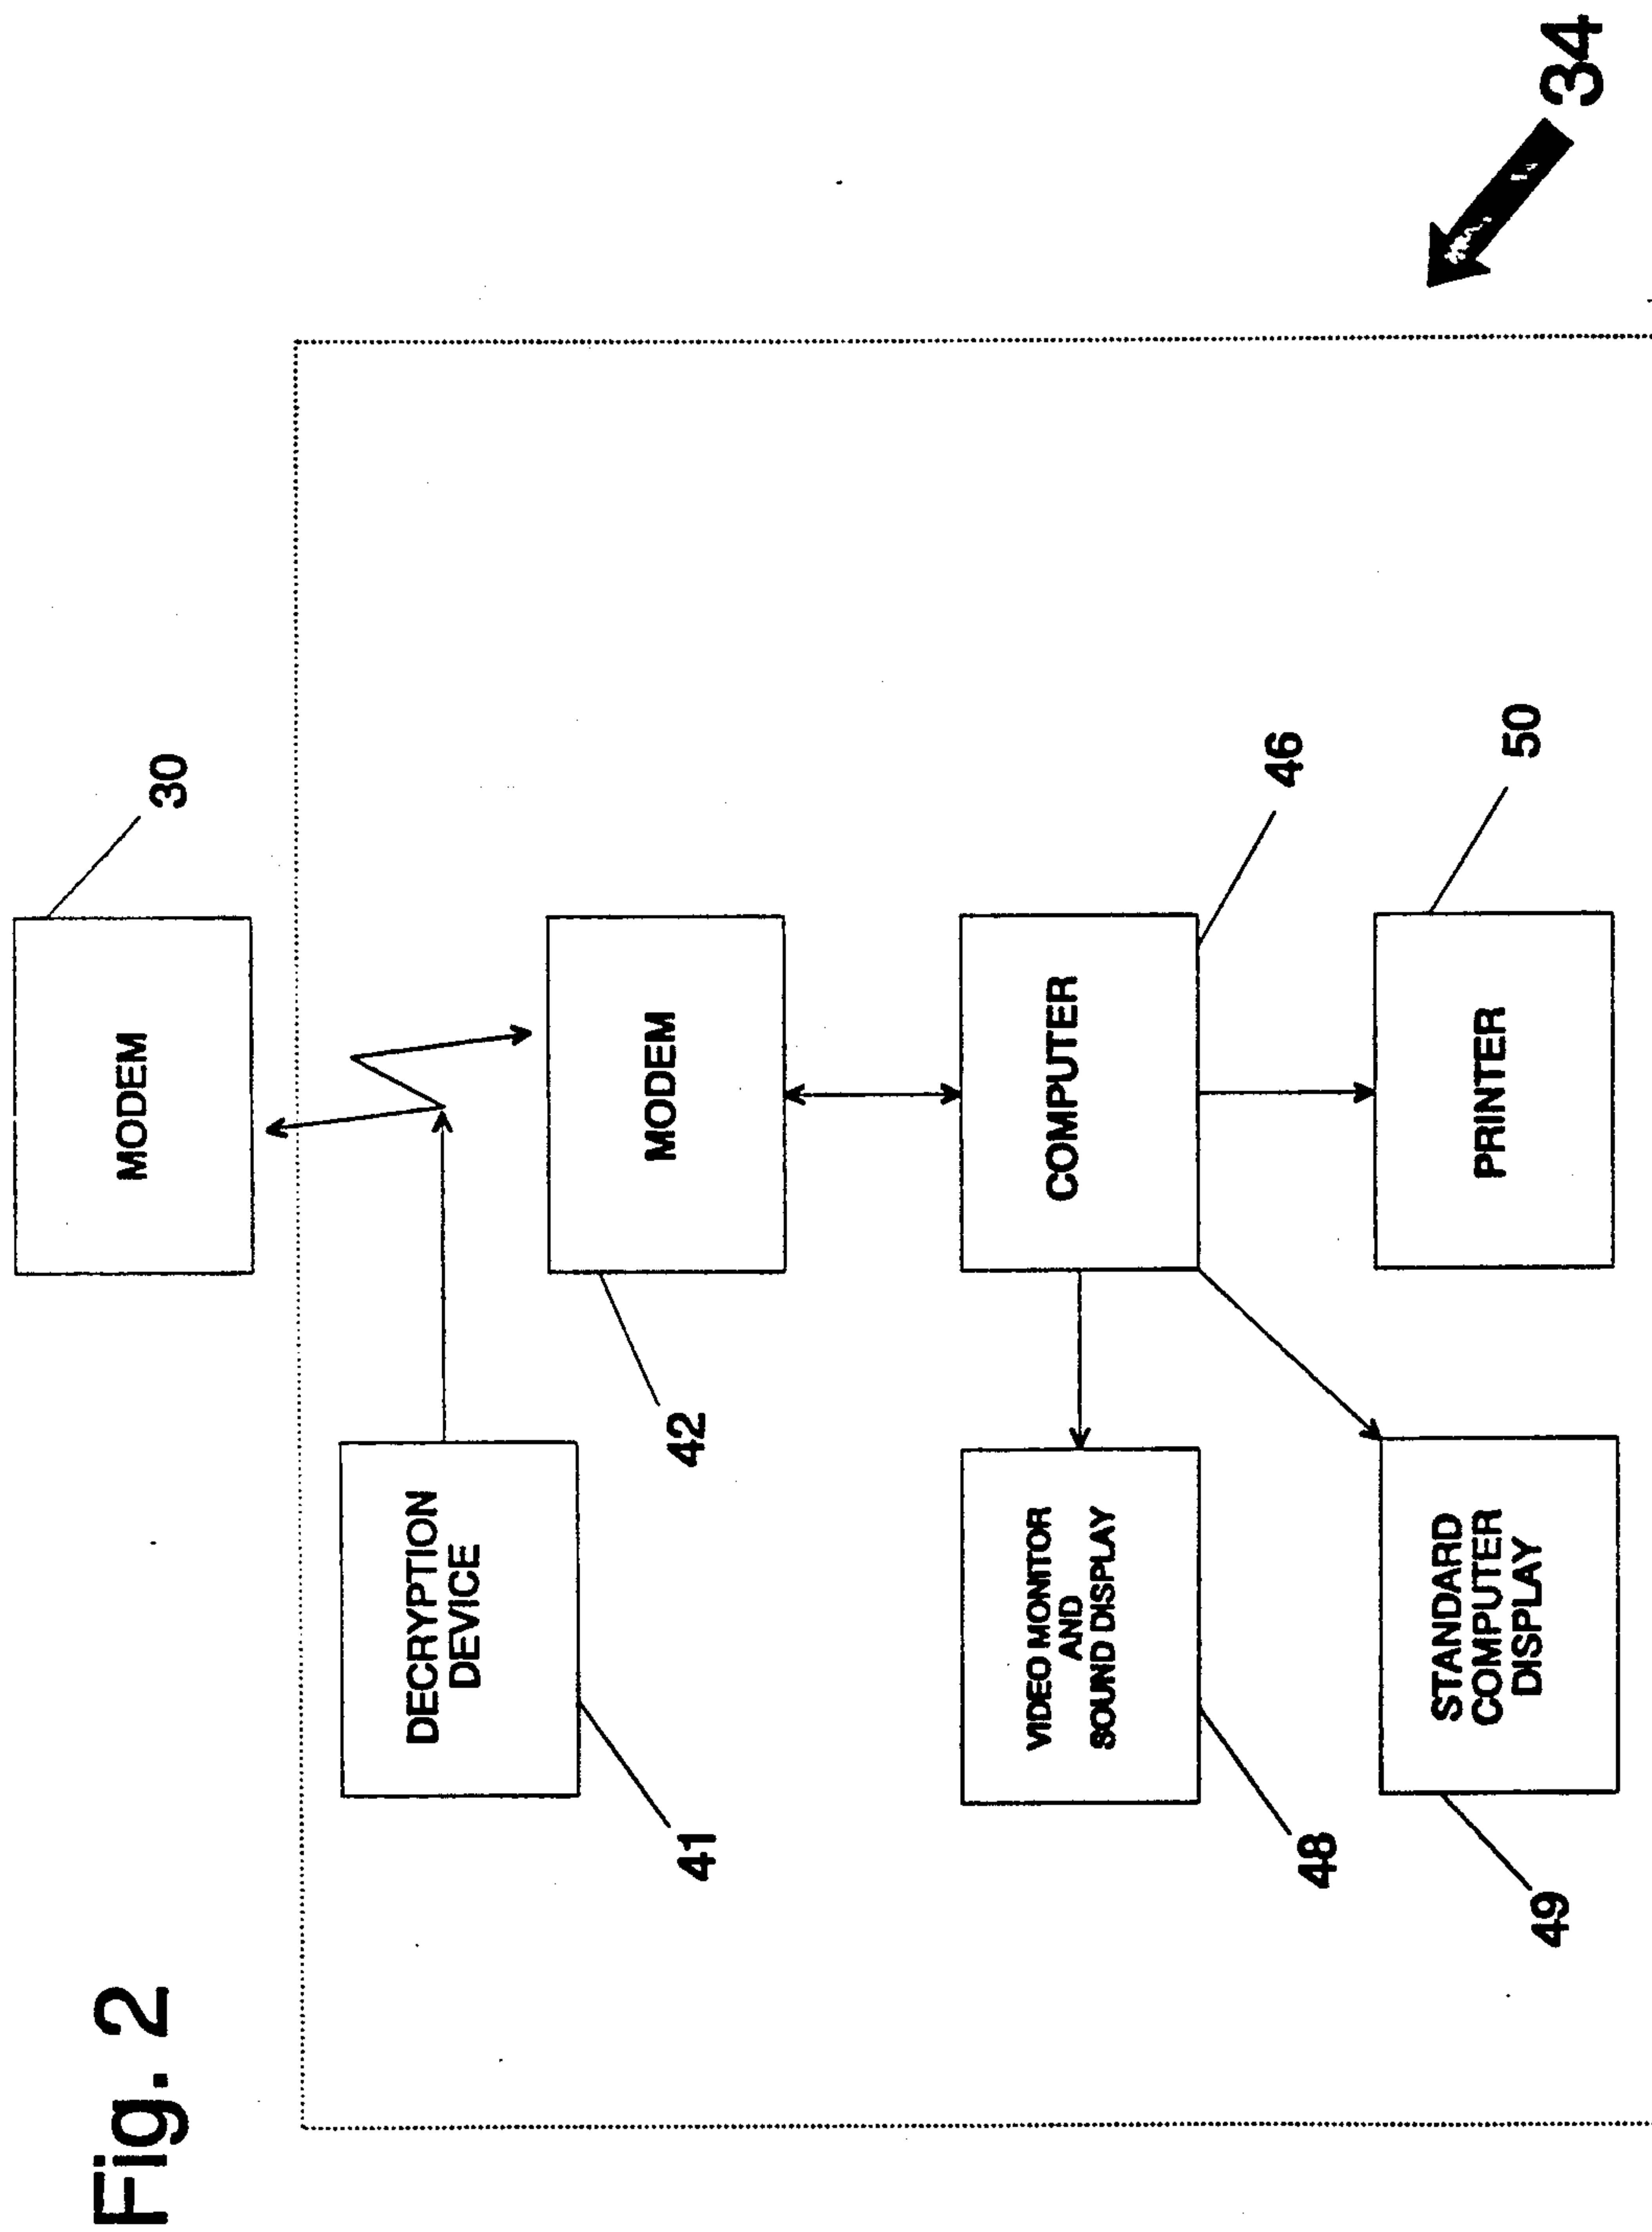 Fig. 2
MODEM
30
DECRYPTION
DEVICE
41
MODEM
42
COMPUTER
46
VIDEO MONITOR
AND
SOUND DISPLAY
48
STANDARD
COMPUTER
DISPLAY
49
PRINTER
50
34